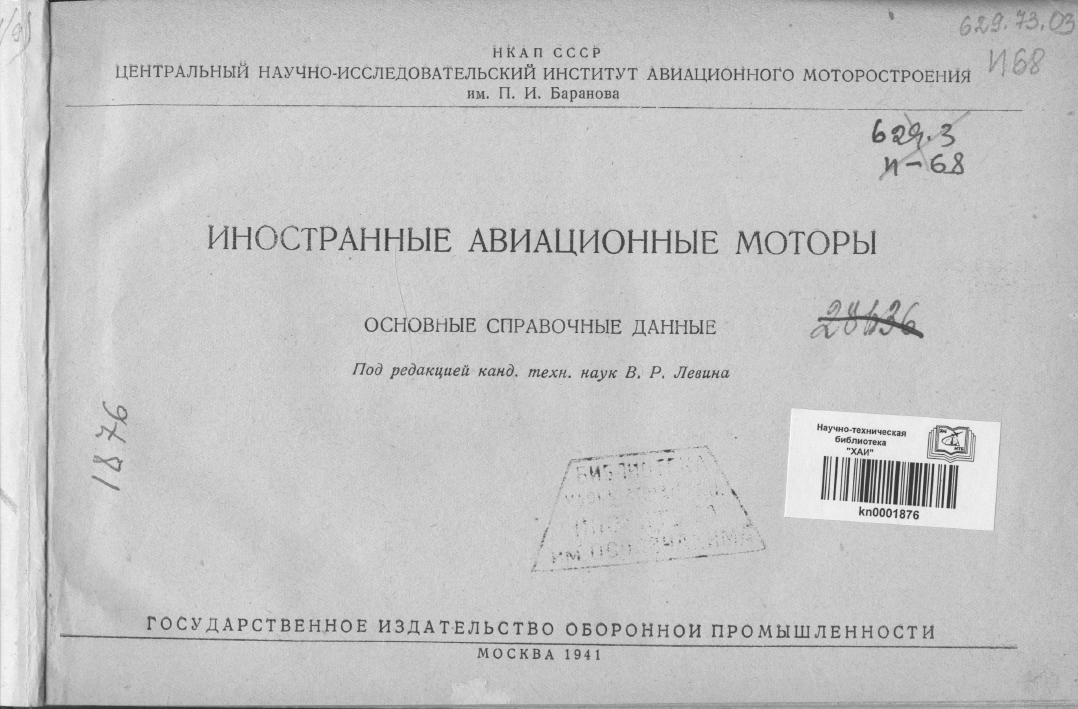 629.73.03
И68
НКАП СССР
ЦЕНТРАЛЬНЫЙ НАУЧНО-ИССЛЕДОВАТЕЛЬСКИЙ ИНСТИТУТ АВИАЦИОННОГО МОТОРОСТРОЕНИЯ
им. П. И. Баранова
629.3
и-68
ИНОСТРАННЫЕ АВИАЦИОННЫЕ МОТОРЫ
ОСНОВНЫЕ СПРАВОЧНЫЕ ДАННЫЕ
Под редакцией канд. техн. наук В. Р. Левина
1876
Научно-техническая
библиотека
"ХАИ"
kn0001876
БИБЛИОТЕКА
ГОСУДАРСТВЕННОЕ ИЗДАТЕЛЬСТВО ОБОРОННОЙ ПРОМЫШЛЕННОСТИ
МОСКВА 1941